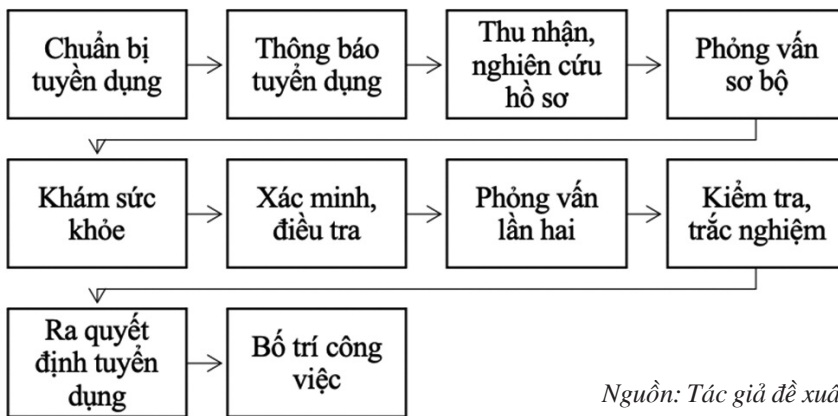 Chuẩn bị
tuyền dụng
Thông báo
tuyển dụng
Thu nhận,
nghiên cứu
hồ sơ
Phỏng vấn
sơ bộ
Khám sức
khỏe
Xác minh,
điều tra
Phỏng vấn
lần hai
Kiểm tra,
trắc nghiệm
Ra quyết
định tuyển
dụng
Bố trí công
việc
Nguồn: Tác giả đề xuấ